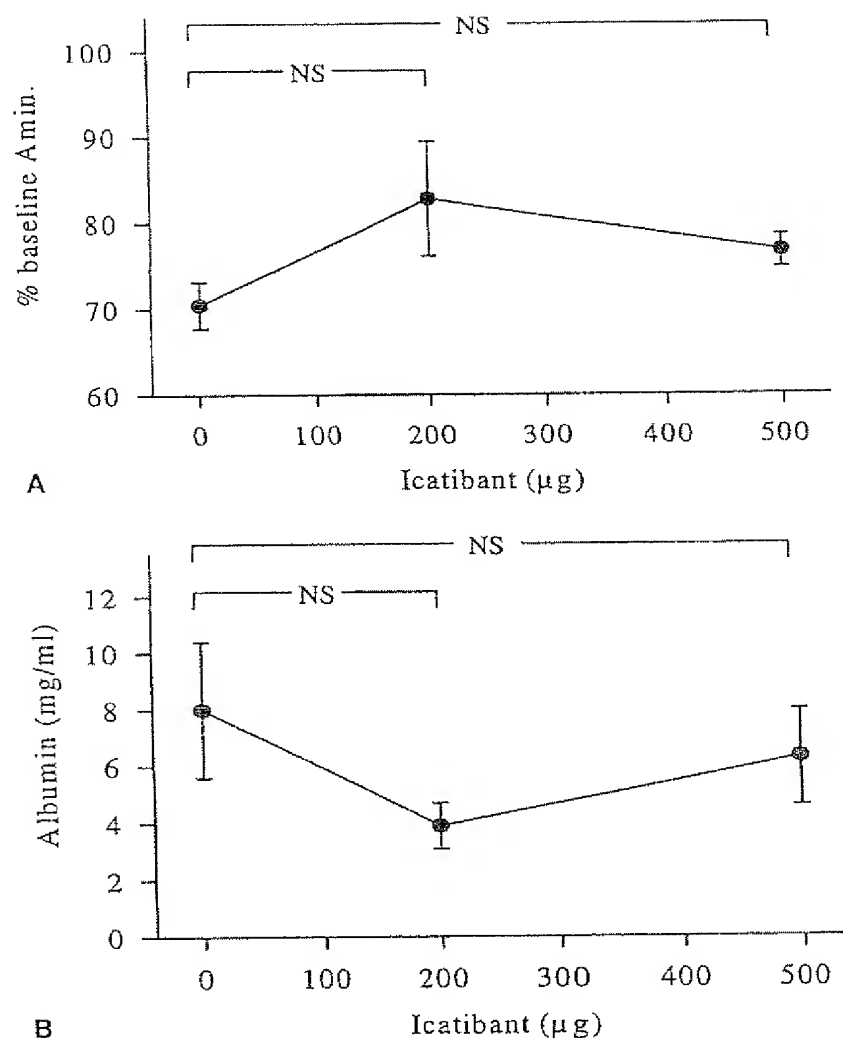 NS
NS
100
90
80
70
60
% baseline Amin.
0 100 200 300 400 500
A
Icatibant (μg)
NS
NS
12
10
8
6
4
2
0
Albumin (mg/ml)
0 100 200 300 400 500
B
Icatibant (μg)